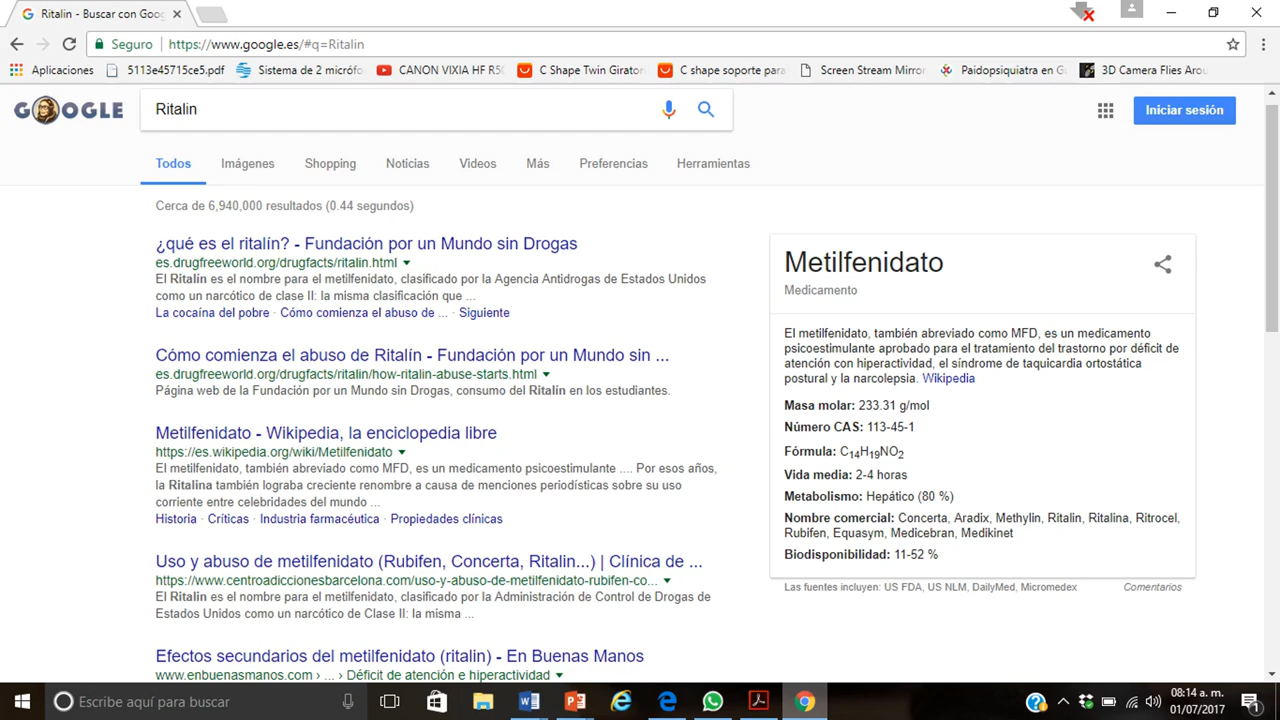 Ritalin - Buscar con Goog
Seguro https://www.google.es/#q=Ritalin
Aplicaciones 5113e45715ce5.pdf Sistema de 2 micrófo CANON VIXIA HF R50 C Shape Twin Girator C shape soporte para Screen Stream Mirror Paidopsiquiatra en G 3D Camera Flies Arou
GOOGLE Ritalin Iniciar sesión
Todos Imágenes Shopping Noticias Videos Más Preferencias Herramientas
Cerca de 6,940,000 resultados (0.44 segundos)
¿qué es el ritalín? - Fundación por un Mundo sin Drogas
es.drugfreeworld.org/drugfacts/ritalin.html
El Ritalin es el nombre para el metilfenidato, clasificado por la Agencia Antidrogas de Estados Unidos
como un narcótico de clase II: la misma clasificación que ...
La cocaína del pobre · Cómo comienza el abuso de ... · Siguiente
Cómo comienza el abuso de Ritalín - Fundación por un Mundo sin ...
es.drugfreeworld.org/drugfacts/ritalin/how-ritalin-abuse-starts.html
Página web de la Fundación por un Mundo sin Drogas, consumo del Ritalín en los estudiantes.
Metilfenidato - Wikipedia, la enciclopedia libre
https://es.wikipedia.org/wiki/Metilfenidato
El metilfenidato, también abreviado como MFD, es un medicamento psicoestimulante .... Por esos años,
la Ritalina también lograba creciente renombre a causa de menciones periodísticas sobre su uso
corriente entre celebridades del mundo ...
Historia · Críticas · Industria farmacéutica · Propiedades clínicas
Uso y abuso de metilfenidato (Rubifen, Concerta, Ritalin...) | Clínica de ...
https://www.centroadiccionesbarcelona.com/uso-y-abuso-de-metilfenidato-rubifen-co...
El Ritalin es el nombre para el metilfenidato, clasificado por la Administración de Control de Drogas de
Estados Unidos como un narcótico de Clase II: la misma ...
Efectos secundarios del metilfenidato (ritalin) - En Buenas Manos
www.enbuenasmanos.com › ... › Déficit de atención e hiperactividad
Metilfenidato
Medicamento
El metilfenidato, también abreviado como MFD, es un medicamento
psicoestimulante aprobado para el tratamiento del trastorno por déficit de
atención con hiperactividad, el síndrome de taquicardia ortostática
postural y la narcolepsia. Wikipedia
Masa molar: 233.31 g/mol
Número CAS: 113-45-1
Fórmula: C14H19NO2
Vida media: 2-4 horas
Metabolismo: Hepático (80 %)
Nombre comercial: Concerta, Aradix, Methylin, Ritalin, Ritalina, Ritrocel,
Rubifen, Equasym, Medicebran, Medikinet
Biodisponibilidad: 11-52 %
Las fuentes incluyen: US FDA, US NLM, DailyMed, Micromedex Comentarios
Escribe aquí para buscar
08:14 a. m.
01/07/2017
1